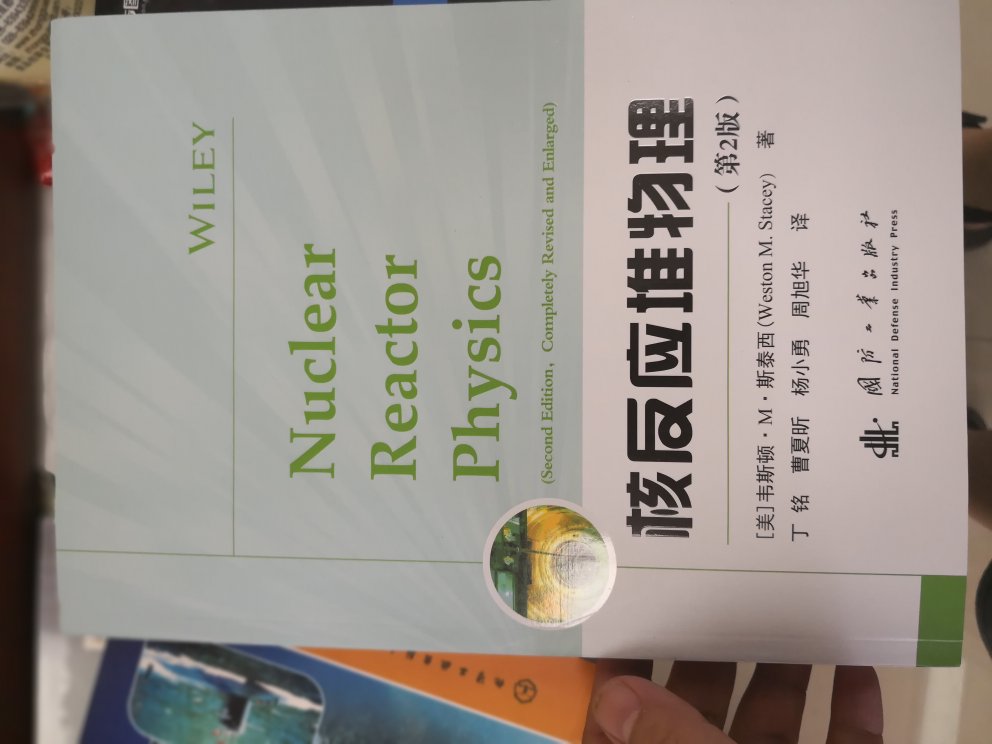 WILEY
Nuclear
Reactor
Physics
(Second Edition, Completely Revised and Enlarged)
核反应堆物理
(第2版)
[美]韦斯顿·M·斯泰西(Weston M. Stacey) 著
丁铭 曹夏昕 杨小勇 周旭华 译
國防工業出版社
National Defense Industry Press